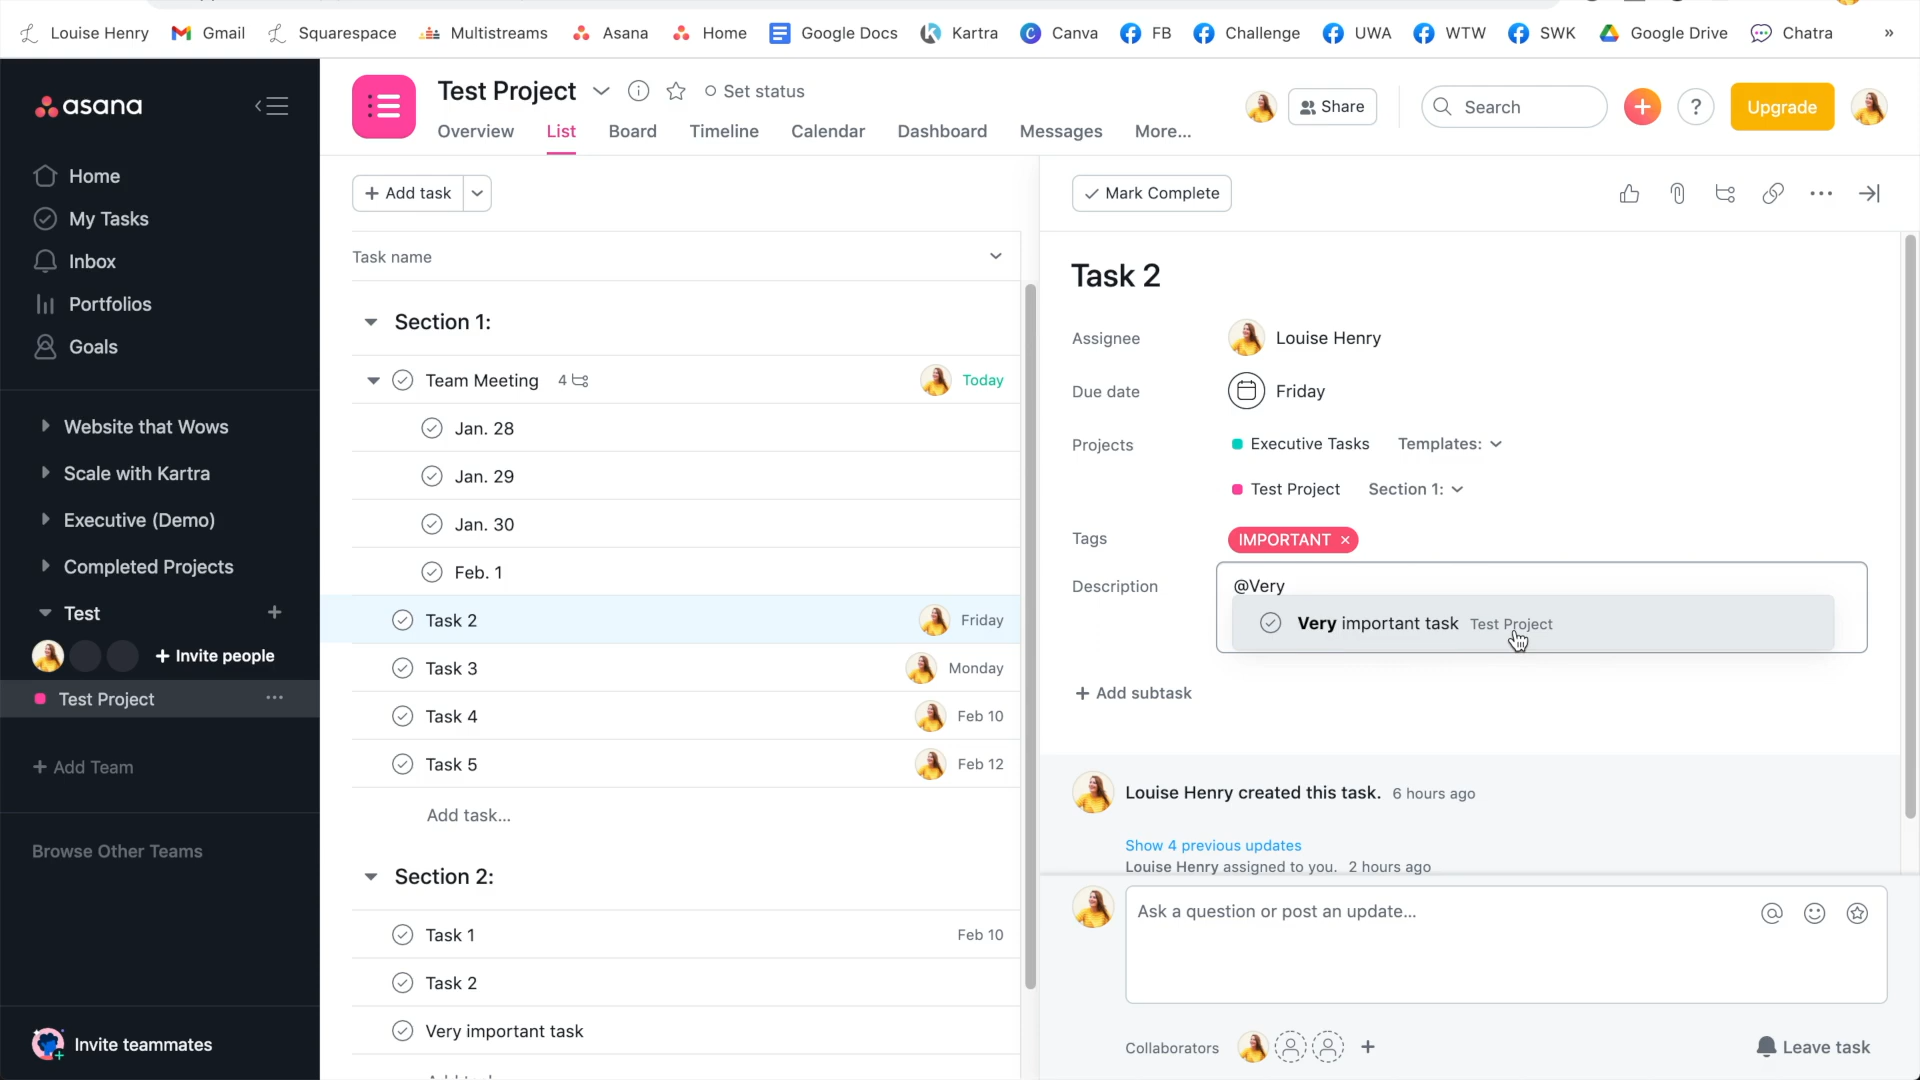 Louise Henry
Gmail
Squarespace
Multistreams
Asana
Home
Google Docs
Kartra
Canva
FB
Challenge
UWA
WTW
SWK
Google Drive
Chatra
»
asana
Home
My Tasks
Inbox
Portfolios
Goals
Website that Wows
Scale with Kartra
Executive (Demo)
Completed Projects
Test +
+ Invite people
Test Project ...
+ Add Team
Browse Other Teams
Invite teammates
Test Project
Set status
Overview List Board Timeline Calendar Dashboard Messages More...
Share
Search
+
?
Upgrade
+ Add task
Task name
Section 1:
Team Meeting 4 Today
Jan. 28
Jan. 29
Jan. 30
Feb. 1
Task 2 Friday
Task 3 Monday
Task 4 Feb 10
Task 5 Feb 12
Add task...
Section 2:
Task 1 Feb 10
Task 2
Very important task
Mark Complete
Task 2
Assignee Louise Henry
Due date Friday
Projects Executive Tasks Templates:
Test Project Section 1:
Tags IMPORTANT ×
Description @Very
Very important task Test Project
+ Add subtask
Louise Henry created this task. 6 hours ago
Show 4 previous updates
Louise Henry assigned to you. 2 hours ago
Ask a question or post an update...
Collaborators +
Leave task